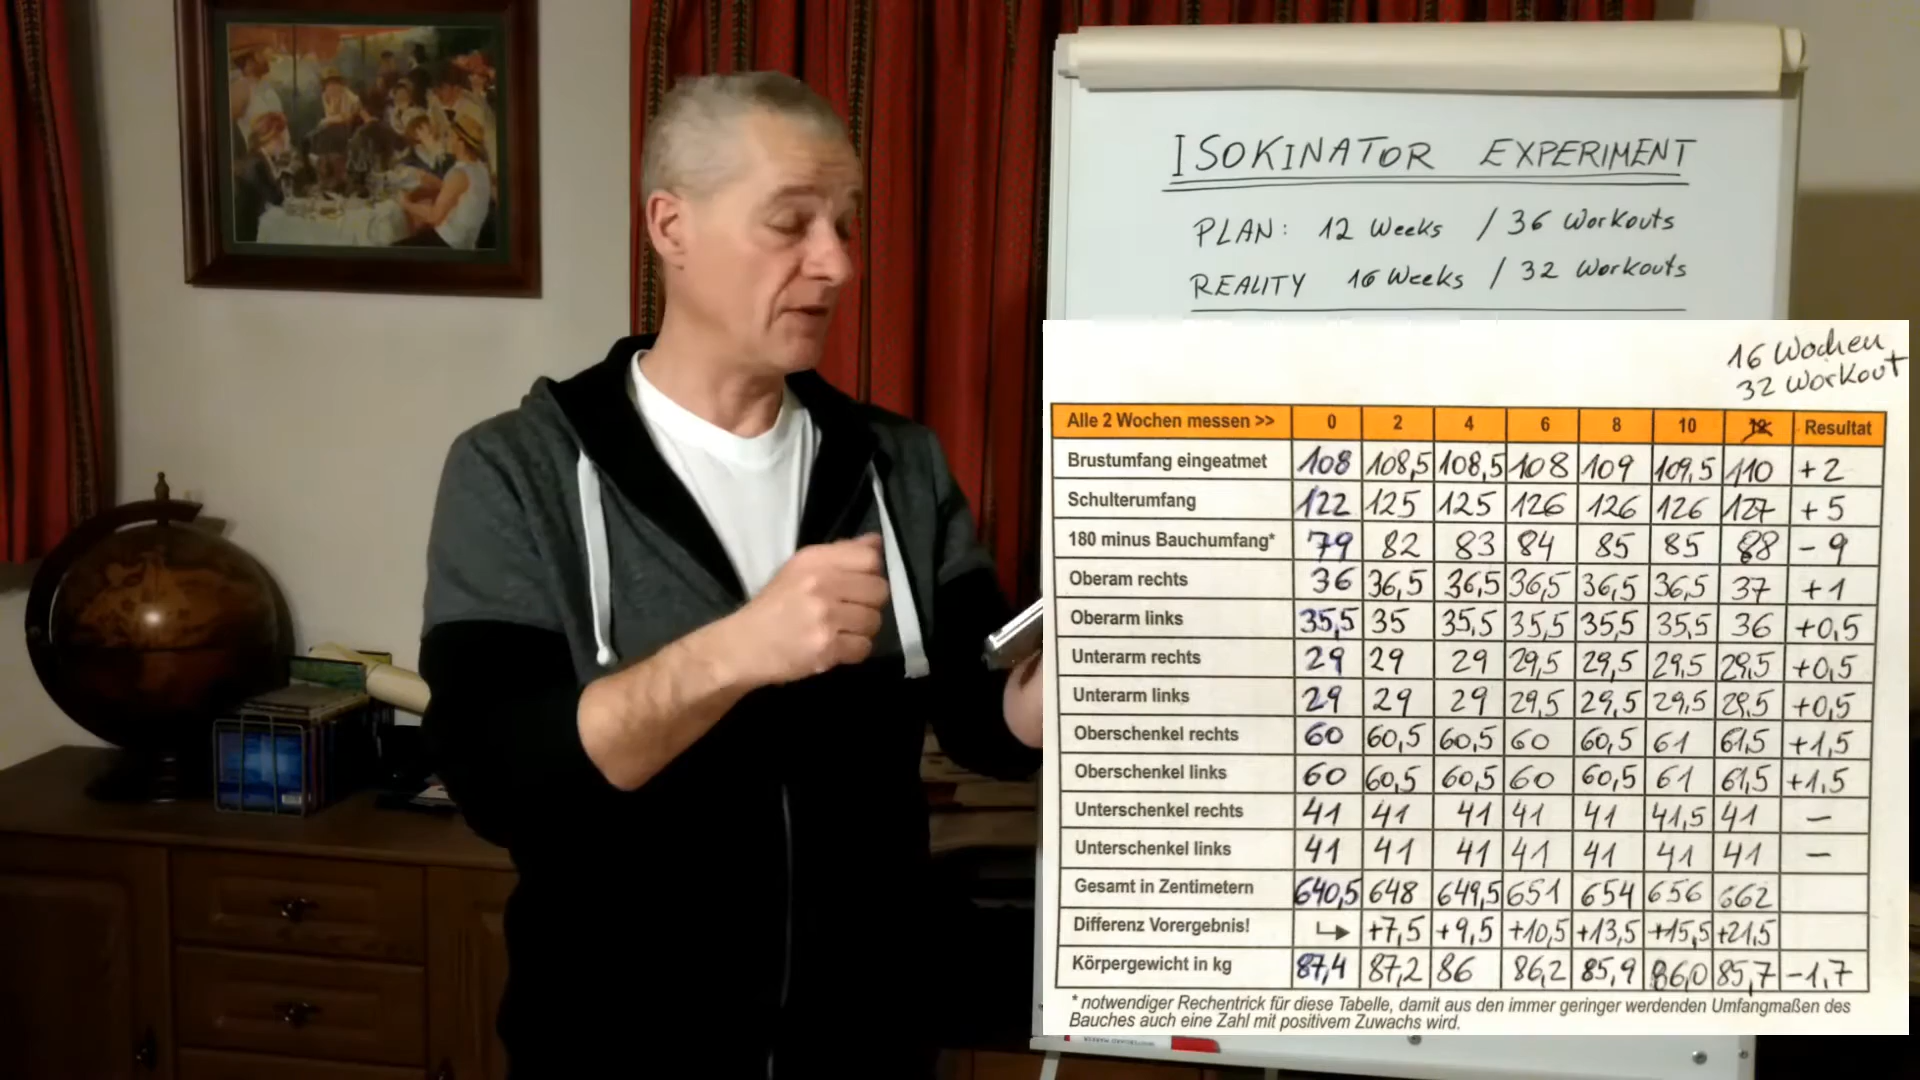 ISOKINATOR EXPERIMENT
PLAN: 12 Weeks / 36 Workouts
REALITY 16 Weeks / 32 Workouts
16 Wochen
32 Workout
Alle 2 Wochen messen >> 0 2 4 6 8 10 12 Resultat
Brustumfang eingeatmet 108 108,5 108,5 108 109 109,5 110 +2
Schulterumfang 122 125 125 126 126 126 127 +5
180 minus Bauchumfang* 79 82 83 84 85 85 88 -9
Oberam rechts 36 36,5 36,5 36,5 36,5 36,5 37 +1
Oberarm links 35,5 35 35,5 35,5 35,5 35,5 36 +0,5
Unterarm rechts 29 29 29 29,5 29,5 29,5 29,5 +0,5
Unterarm links 29 29 29 29,5 29,5 29,5 29,5 +0,5
Oberschenkel rechts 60 60,5 60,5 60 60,5 61 61,5 +1,5
Oberschenkel links 60 60,5 60,5 60 60,5 61 61,5 +1,5
Unterschenkel rechts 41 41 41 41 41 41,5 41 –
Unterschenkel links 41 41 41 41 41 41 41 –
Gesamt in Zentimetern 640,5 648 649,5 651 654 656 662
Differenz Vorergebnis! +7,5 +9,5 +10,5 +13,5 +15,5 +21,5
Körpergewicht in kg 87,4 87,2 86 86,2 85,9 86,0 85,7 -1,7
* notwendiger Rechentrick für diese Tabelle, damit aus den immer geringer werdenden Umfangmaßen des
Bauches auch eine Zahl mit positivem Zuwachs wird.